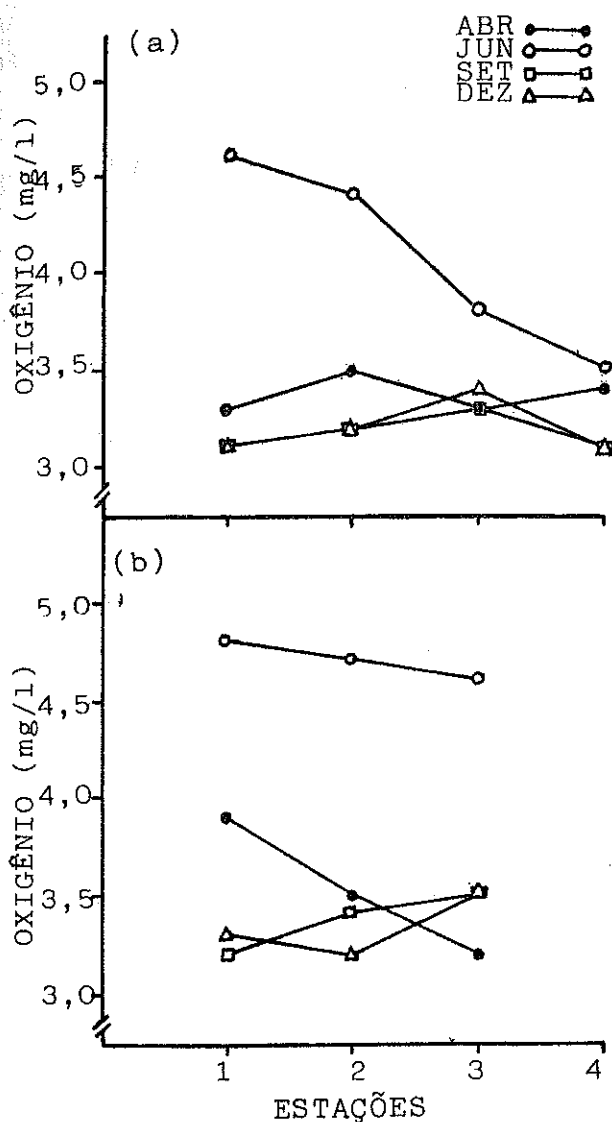 (a)
ABR
JUN
SET
DEZ
5,0
4,5
4,0
3,5
3,0
OXIGÊNIO (mg/l)
(b)
5,0
4,5
4,0
3,5
3,0
OXIGÊNIO (mg/l)
1 2 3 4
ESTAÇÕES